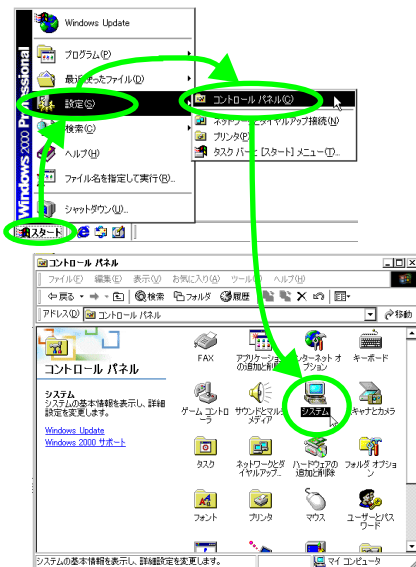 Windows Update
プログラム(P)
最近使ったファイル(D)
設定(S)
検索(C)
ヘルプ(H)
ファイル名を指定して実行(R)...
シャットダウン(U)...
Windows 2000 Professional
スタート
コントロール パネル(C)
ネットワークとダイヤルアップ接続(N)
プリンタ(P)
タスク バーと [スタート] メニュー(T)...
コントロール パネル
ファイル(F) 編集(E) 表示(V) お気に入り(A) ツール(T) ヘルプ(H)
戻る 検索 フォルダ 履歴
アドレス(D) コントロール パネル 移動
コントロール パネル
システム
システムの基本情報を表示し、詳細
設定を変更します。
Windows Update
Windows 2000 サポート
FAX
アプリケーション
の追加と削除
インターネット オ
プション
キーボード
ゲーム コントロ
ーラ
サウンドとマル
メディア
システム
キャナとカメラ
タスク
ネットワークとダ
イヤルアップ...
ハードウェアの
追加と削除
フォルダ オプショ
ン
フォント
プリンタ
マウス
ユーザーとパス
ワード
システムの基本情報を表示し、詳細設定を変更します。
マイ コンピュータ